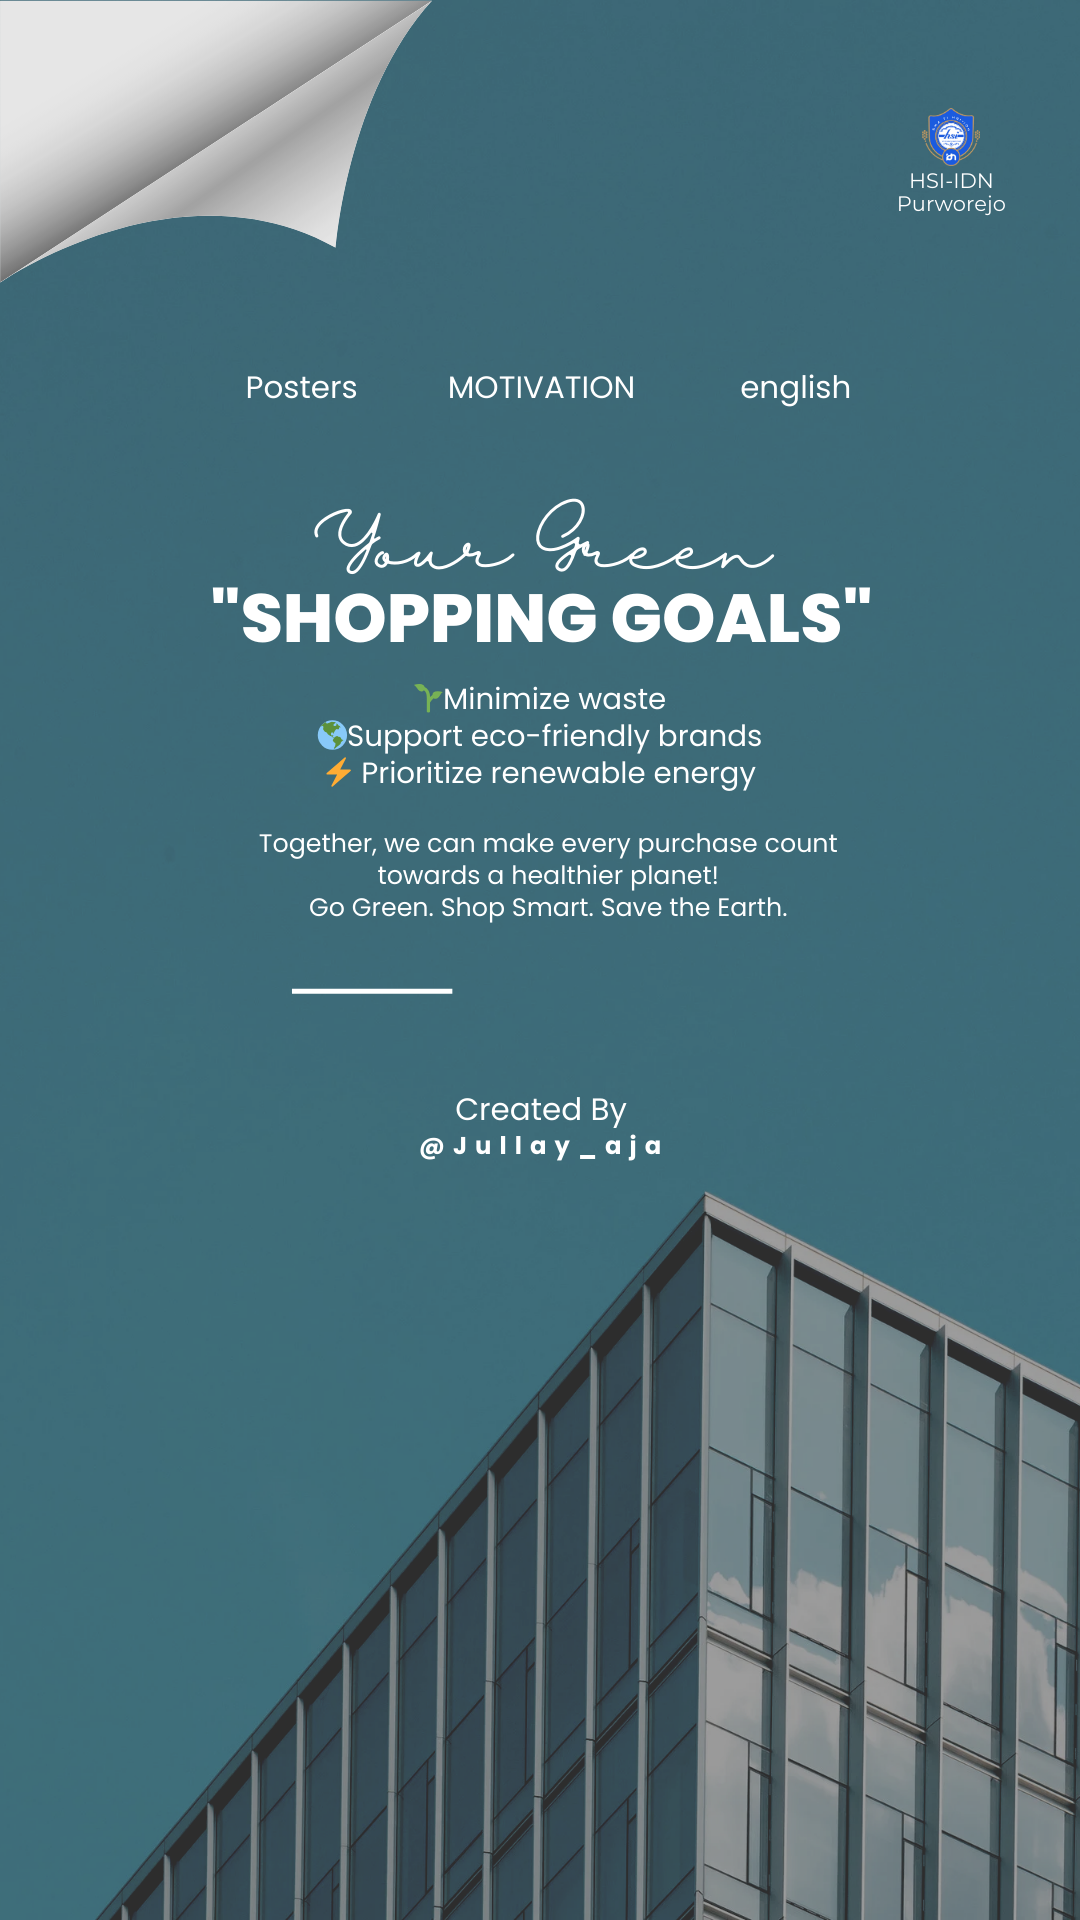 HSI-IDN
Purworejo
Posters MOTIVATION english
Your Green
"SHOPPING GOALS"
🌱Minimize waste
🌎Support eco-friendly brands
⚡ Prioritize renewable energy
Together, we can make every purchase count
towards a healthier planet!
Go Green. Shop Smart. Save the Earth.
Created By
@Jullay_aja